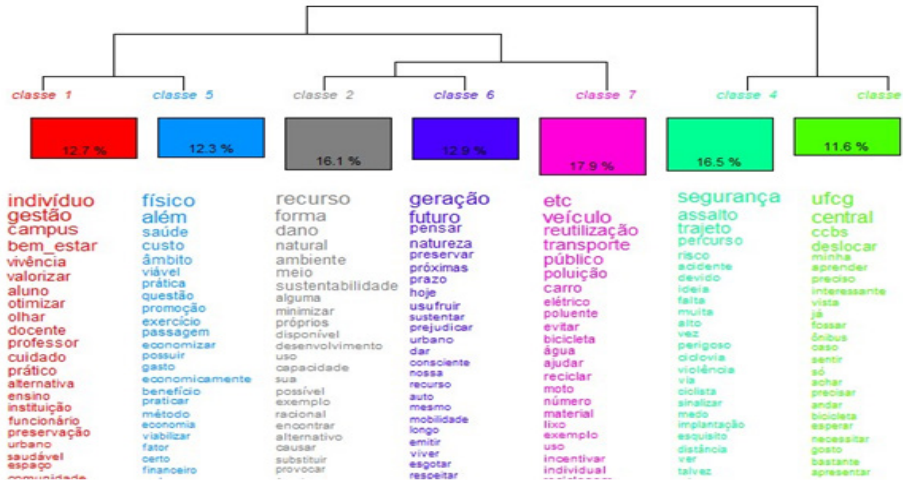 classe 1
classe 5
classe 2
classe 6
classe 7
classe 4
classe
12.7 %
12.3 %
16.1 %
12.9 %
17.9 %
16.5 %
11.6 %
indivíduo
gestão
campus
bem_estar
vivência
valorizar
aluno
otimizar
olhar
docente
professor
cuidado
prático
alternativa
ensino
instituição
funcionário
preservação
urbano
saudável
espaço
comunidade
físico
além
saúde
custo
âmbito
viável
prática
questão
promoção
exercício
passagem
economizar
possuir
gasto
economicamente
benefício
praticar
método
economia
viabilizar
fator
certo
financeiro
recurso
forma
dano
natural
ambiente
meio
sustentabilidade
alguma
minimizar
próprios
disponível
desenvolvimento
uso
capacidade
sua
possível
exemplo
racional
encontrar
alternativo
causar
substituir
provocar
geração
futuro
pensar
natureza
preservar
próximas
prazo
hoje
usufruir
sustentar
prejudicar
urbano
dar
consciente
nossa
recurso
auto
mesmo
mobilidade
longo
emitir
viver
esgotar
respeitar
etc
veículo
reutilização
transporte
público
poluição
carro
elétrico
poluente
evitar
bicicleta
água
ajudar
reciclar
moto
número
material
lixo
exemplo
uso
incentivar
individual
reciclagem
segurança
assalto
trajeto
percurso
risco
acidente
devido
ideia
falta
muita
alto
vez
perigoso
ciclovia
violência
via
ciclista
sinalizar
medo
implantação
esquisito
distância
ver
talvez
ufcg
central
ccbs
deslocar
minha
aprender
preciso
interessante
vista
já
fossar
ônibus
caso
sentir
só
achar
precisar
andar
bicicleta
esperar
necessitar
gosto
bastante
apresentar